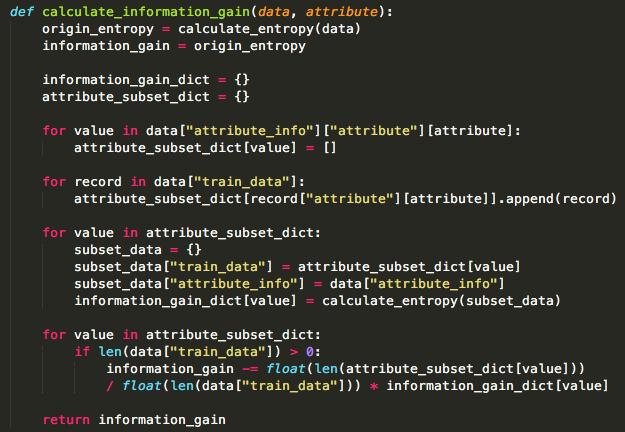 def calculate_information_gain(data, attribute):
    origin_entropy = calculate_entropy(data)
    information_gain = origin_entropy

    information_gain_dict = {}
    attribute_subset_dict = {}

    for value in data["attribute_info"]["attribute"][attribute]:
        attribute_subset_dict[value] = []

    for record in data["train_data"]:
        attribute_subset_dict[record["attribute"][attribute]].append(record)

    for value in attribute_subset_dict:
        subset_data = {}
        subset_data["train_data"] = attribute_subset_dict[value]
        subset_data["attribute_info"] = data["attribute_info"]
        information_gain_dict[value] = calculate_entropy(subset_data)

    for value in attribute_subset_dict:
        if len(data["train_data"]) > 0:
            information_gain -= float(len(attribute_subset_dict[value]))
            / float(len(data["train_data"])) * information_gain_dict[value]

    return information_gain